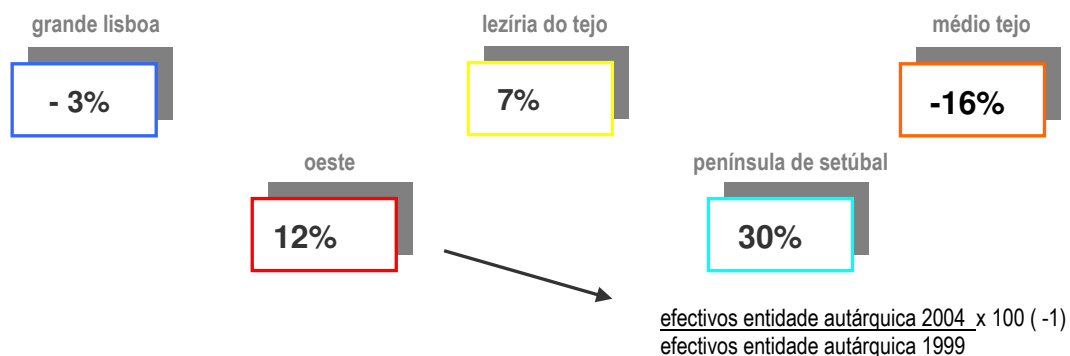 grande lisboa
lezíria do tejo
médio tejo
- 3%
7%
-16%
oeste
península de setúbal
12%
30%
efectivos entidade autárquica 2004 x 100 ( -1)
efectivos entidade autárquica 1999